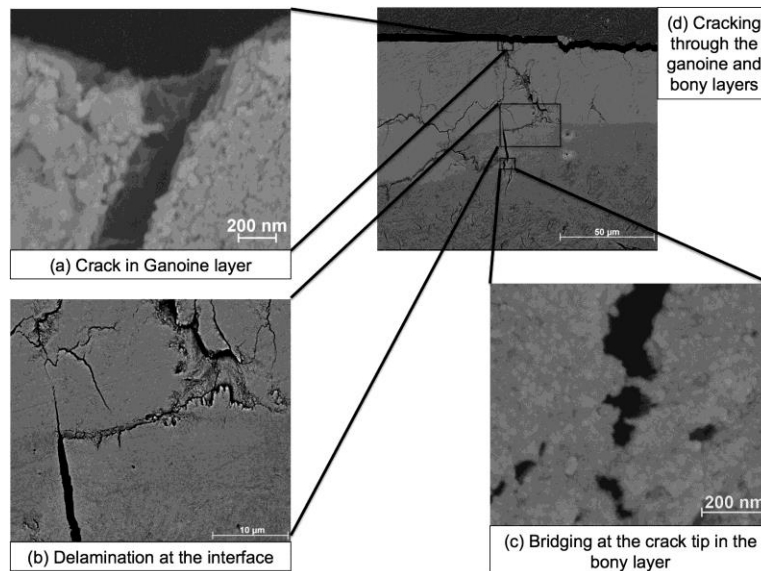 200 nm
(a) Crack in Ganoine layer
50 µm
(d) Cracking
through the
ganoine and
bony layers
10 µm
(b) Delamination at the interface
200 nm
(c) Bridging at the crack tip in the
bony layer